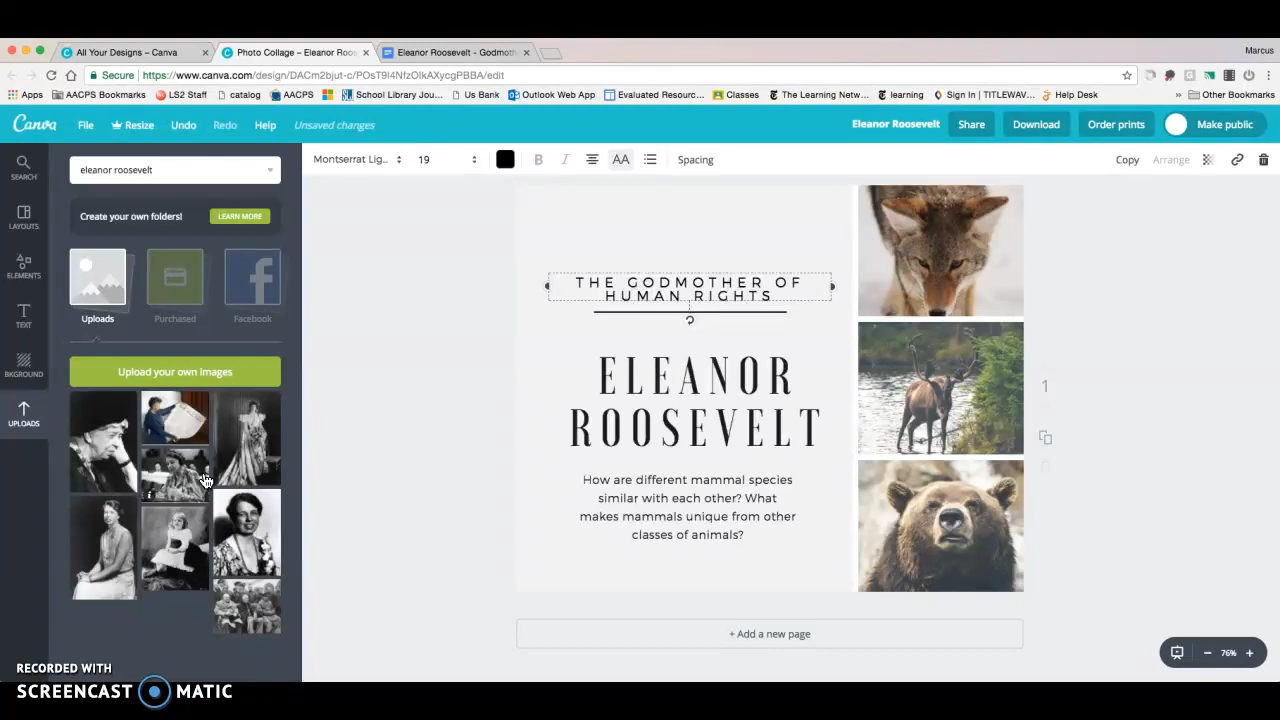 All Your Designs – Canva
Photo Collage – Eleanor Roos
Eleanor Roosevelt - Godmoth
Marcus
Secure
https://www.canva.com/design/DACm2bjut-c/POsT9I4NfzOlkAXycgPBBA/edit
Apps
AACPS Bookmarks
LS2 Staff
catalog
AACPS
School Library Jou...
Us Bank
Outlook Web App
Evaluated Resourc...
Classes
The Learning Netw...
learning
Sign In | TITLEWAV...
Help Desk
»
Other Bookmarks
Canva
File
Resize
Undo
Redo
Help
Unsaved changes
Eleanor Roosevelt
Share
Download
Order prints
Make public
SEARCH
LAYOUTS
ELEMENTS
TEXT
BKGROUND
UPLOADS
eleanor roosevelt
Create your own folders!
LEARN MORE
Uploads
Purchased
Facebook
Upload your own images
Montserrat Lig...
19
B
I
AA
Spacing
Copy
Arrange
THE GODMOTHER OF
HUMAN RIGHTS
ELEANOR
ROOSEVELT
How are different mammal species
similar with each other? What
makes mammals unique from other
classes of animals?
1
+ Add a new page
76%
RECORDED WITH
SCREENCAST MATIC